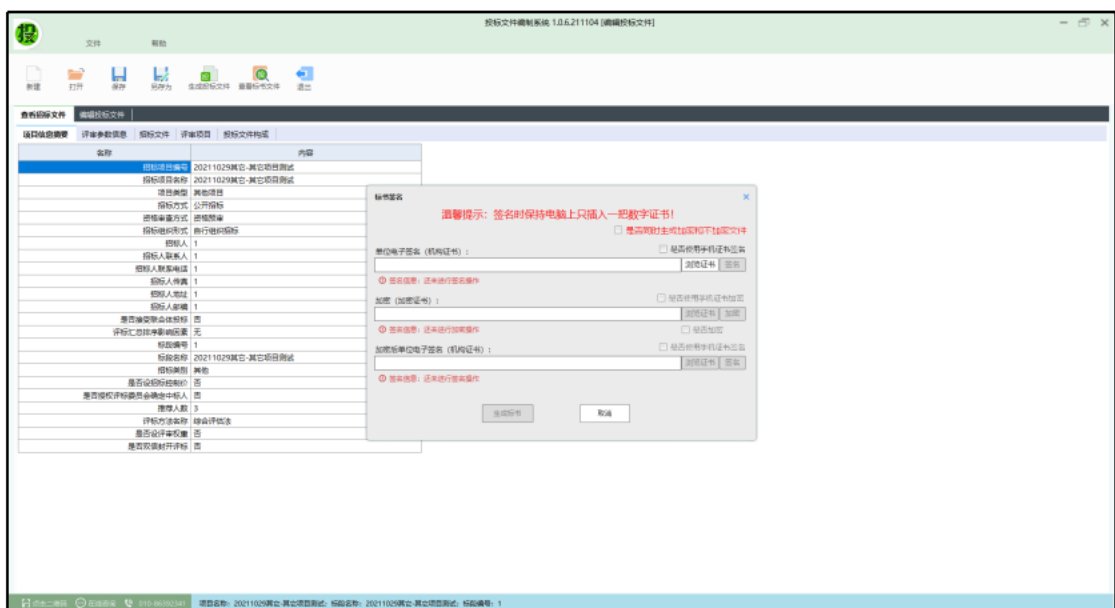 投标文件编制系统 1.0.6.211104 [编辑投标文件]
投
文件 帮助
新建 打开 保存 另存为 生成投标文件 查看标书文件 退出
查看招标文件 编辑投标文件
项目信息摘要 评审参数信息 招标文件 评审项目 投标文件构成
名称 内容
招标项目编号 20211029其它-其它项目测试
招标项目名称 20211029其它-其它项目测试
项目类型 其他项目
招标方式 公开招标
资格审查方式 资格预审
招标组织形式 自行组织招标
招标人 1
招标人联系人 1
招标人联系电话 1
招标人传真 1
招标人地址 1
招标人邮编 1
是否接受联合体投标 否
评标汇总排序影响因素 无
标段编号 1
标段名称 20211029其它-其它项目测试
招标类别 其他
是否设招标控制价 否
是否授权评标委员会确定中标人 否
推荐人数 3
评标方法名称 综合评估法
是否设评审权重 否
是否双信封开评标 否
标书签名
温馨提示：签名时保持电脑上只插入一把数字证书！
是否同时生成加密和不加密文件
单位电子签名（机构证书）： 是否使用手机证书签名
浏览证书 签名
签名信息：还未进行签名操作
加密（加密证书）： 是否使用手机证书加密
浏览证书 加密
签名信息：还未进行加密操作 是否加密
加密后单位电子签名（机构证书）： 是否使用手机证书签名
浏览证书 签名
签名信息：还未进行签名操作
生成标书 取消
点击二维码 在线咨询 010-86392341 项目名称：20211029其它-其它项目测试；标段名称：20211029其它-其它项目测试；标段编号：1